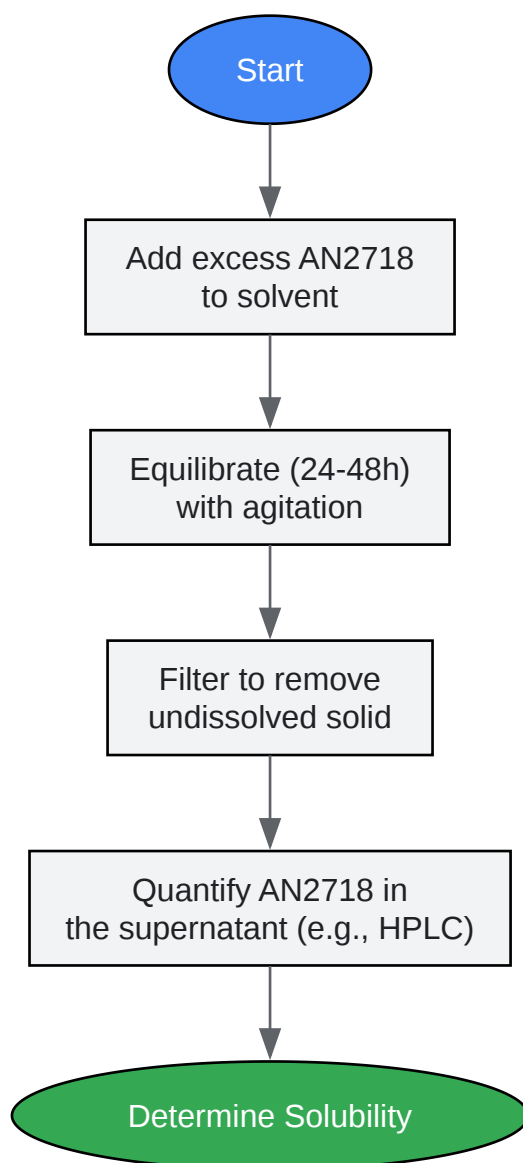 Start
Add excess AN2718
to solvent
Equilibrate (24-48h)
with agitation
Filter to remove
undissolved solid
Quantify AN2718 in
the supernatant (e.g., HPLC)
Determine Solubility